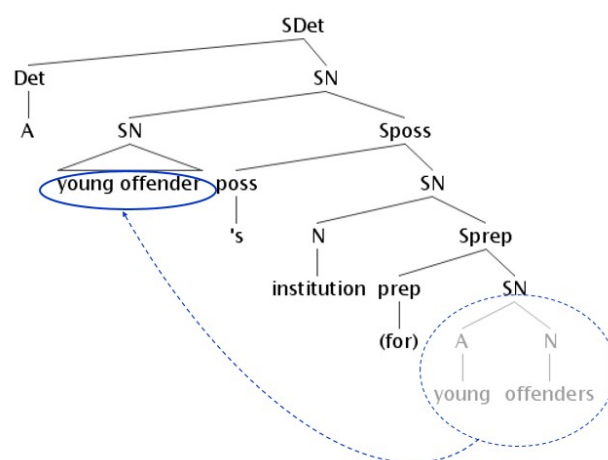 SDet
Det SN
A SN Sposs
young offender poss SN
's N Sprep
institution prep SN
(for) A N
young offenders